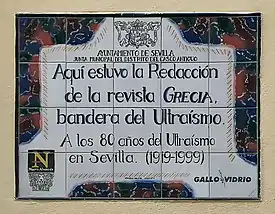 AYUNTAMIENTO DE SEVILLA
JUNTA MUNICIPAL DEL DISTRITO DEL CASCO ANTIGUO
Aquí estuvo la Redacción
de la revista GRECIA,
bandera del Ultraísmo.
A los 80 años del Ultraísmo
en Sevilla. (1919-1999)
N
GALLO VIDRIO